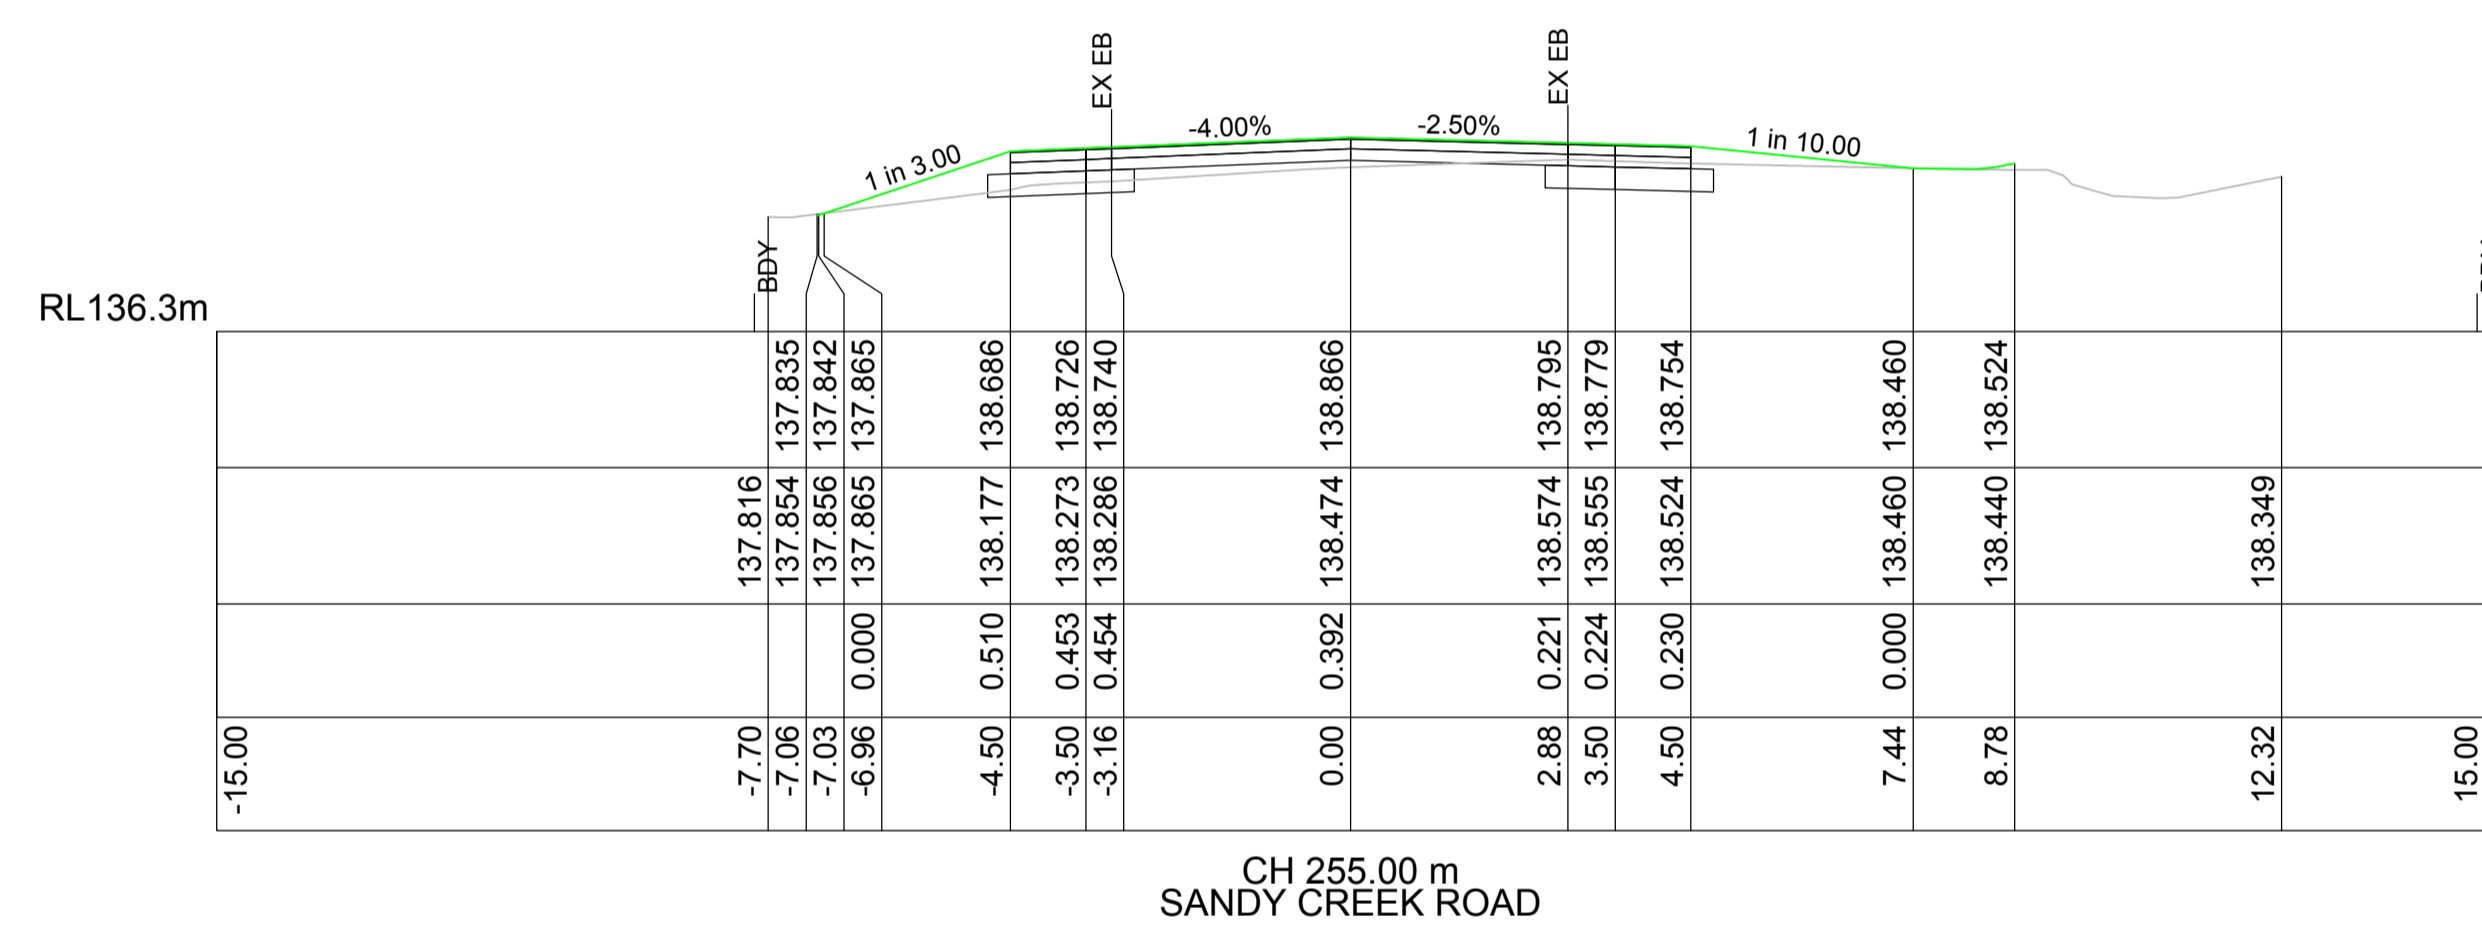 EX EB
EX EB
-4.00%
-2.50%
1 in 3.00
1 in 10.00
BDY
RL136.3m
137.835 137.842 137.865 138.686 138.726 138.740 138.866 138.795 138.779 138.754 138.460 138.524
137.816 137.854 137.856 137.865 138.177 138.273 138.286 138.474 138.574 138.555 138.524 138.460 138.440 138.349
0.000 0.510 0.453 0.454 0.392 0.221 0.224 0.230 0.000
-15.00 -7.70 -7.06 -7.03 -6.96 -4.50 -3.50 -3.16 0.00 2.88 3.50 4.50 7.44 8.78 12.32 15.00
CH 255.00 m
SANDY CREEK ROAD